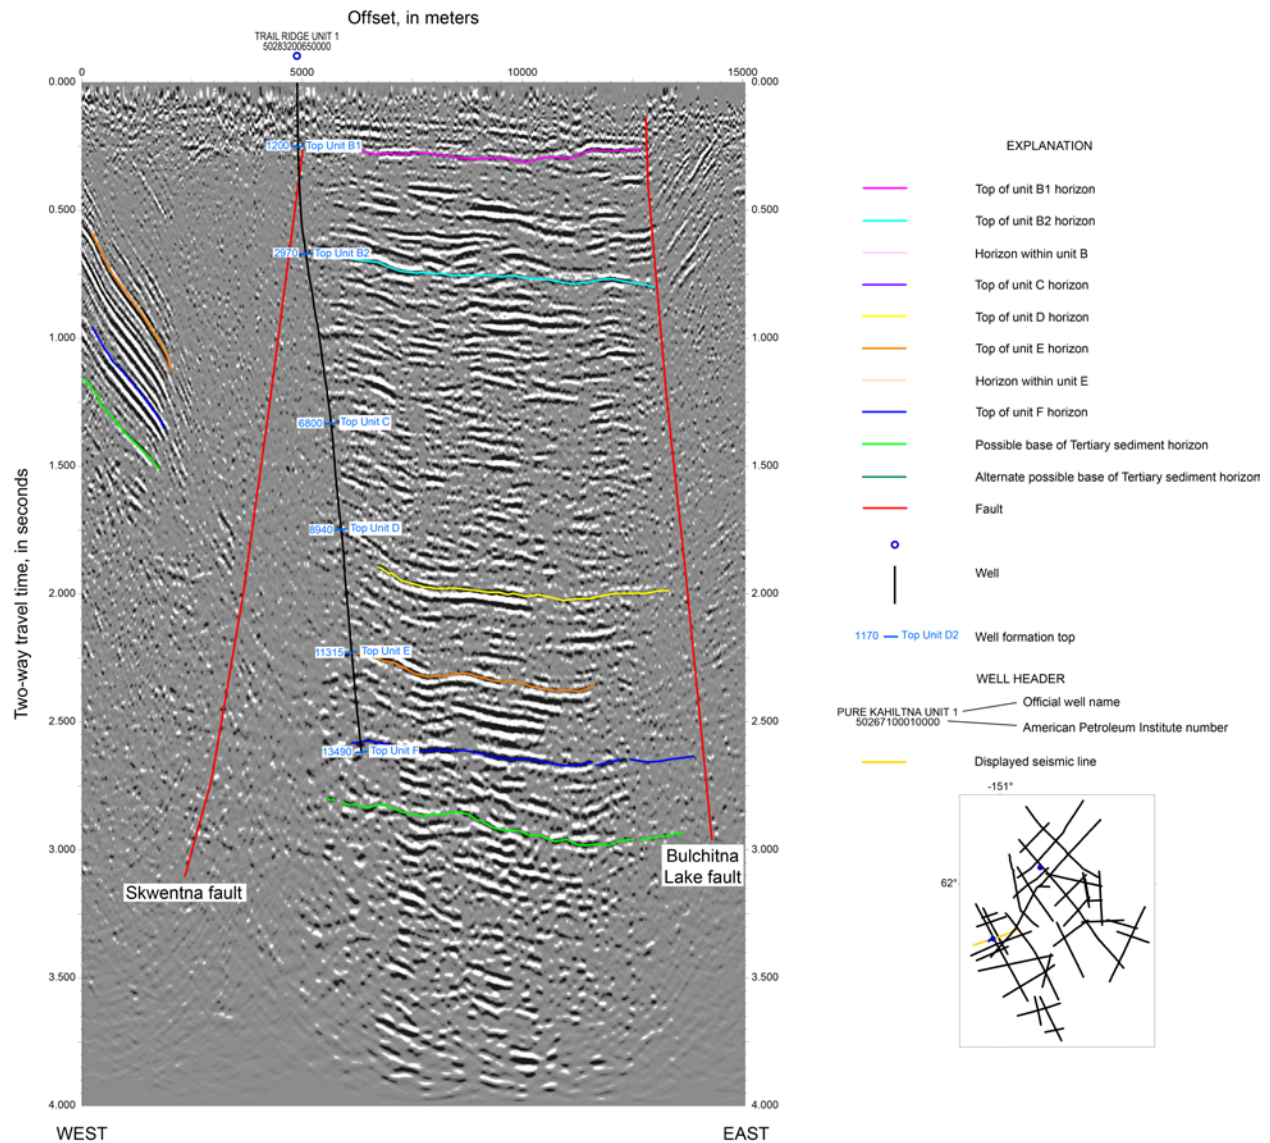 Offset, in meters
TRAIL RIDGE UNIT 1
50283200650000
0 5000 10000 15000
0.000 0.000
1200 Top Unit B1
0.500 0.500
2970 Top Unit B2
1.000 1.000
6800 Top Unit C
1.500 1.500
8940 Top Unit D
2.000 2.000
11315 Top Unit E
2.500 2.500
13490 Top Unit F
3.000 3.000
Skwentna fault
Bulchitna
Lake fault
3.500 3.500
4.000 4.000
WEST EAST
Two-way travel time, in seconds
EXPLANATION
Top of unit B1 horizon
Top of unit B2 horizon
Horizon within unit B
Top of unit C horizon
Top of unit D horizon
Top of unit E horizon
Horizon within unit E
Top of unit F horizon
Possible base of Tertiary sediment horizon
Alternate possible base of Tertiary sediment horizon
Fault
Well
1170 Top Unit D2 Well formation top
WELL HEADER
PURE KAHILTNA UNIT 1 Official well name
50267100010000 American Petroleum Institute number
Displayed seismic line
-151°
62°